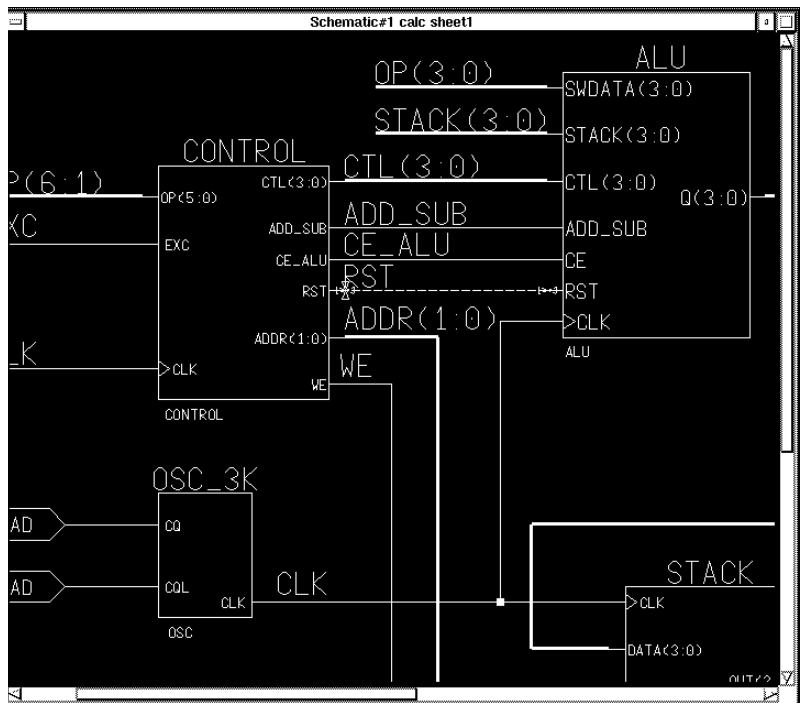 Schematic#1 calc sheet1
ALU
OP(3:0)
SWDATA(3:0)
STACK(3:0)
STACK(3:0)
CONTROL
CTL(3:0)
CTL(3:0)
CTL(3:0)
P(6:1)
OP(5:0)
Q(3:0)
ADD_SUB
ADD_SUB
ADD_SUB
XC
EXC
CE_ALU
CE_ALU
CE
RST
RST
RST
ADDR(1:0)
CLK
ADDR(1:0)
ALU
LK
CLK
WE
WE
CONTROL
OSC_3K
AD
CQ
STACK
AD
CQL
CLK
CLK
CLK
OSC
DATA(3:0)